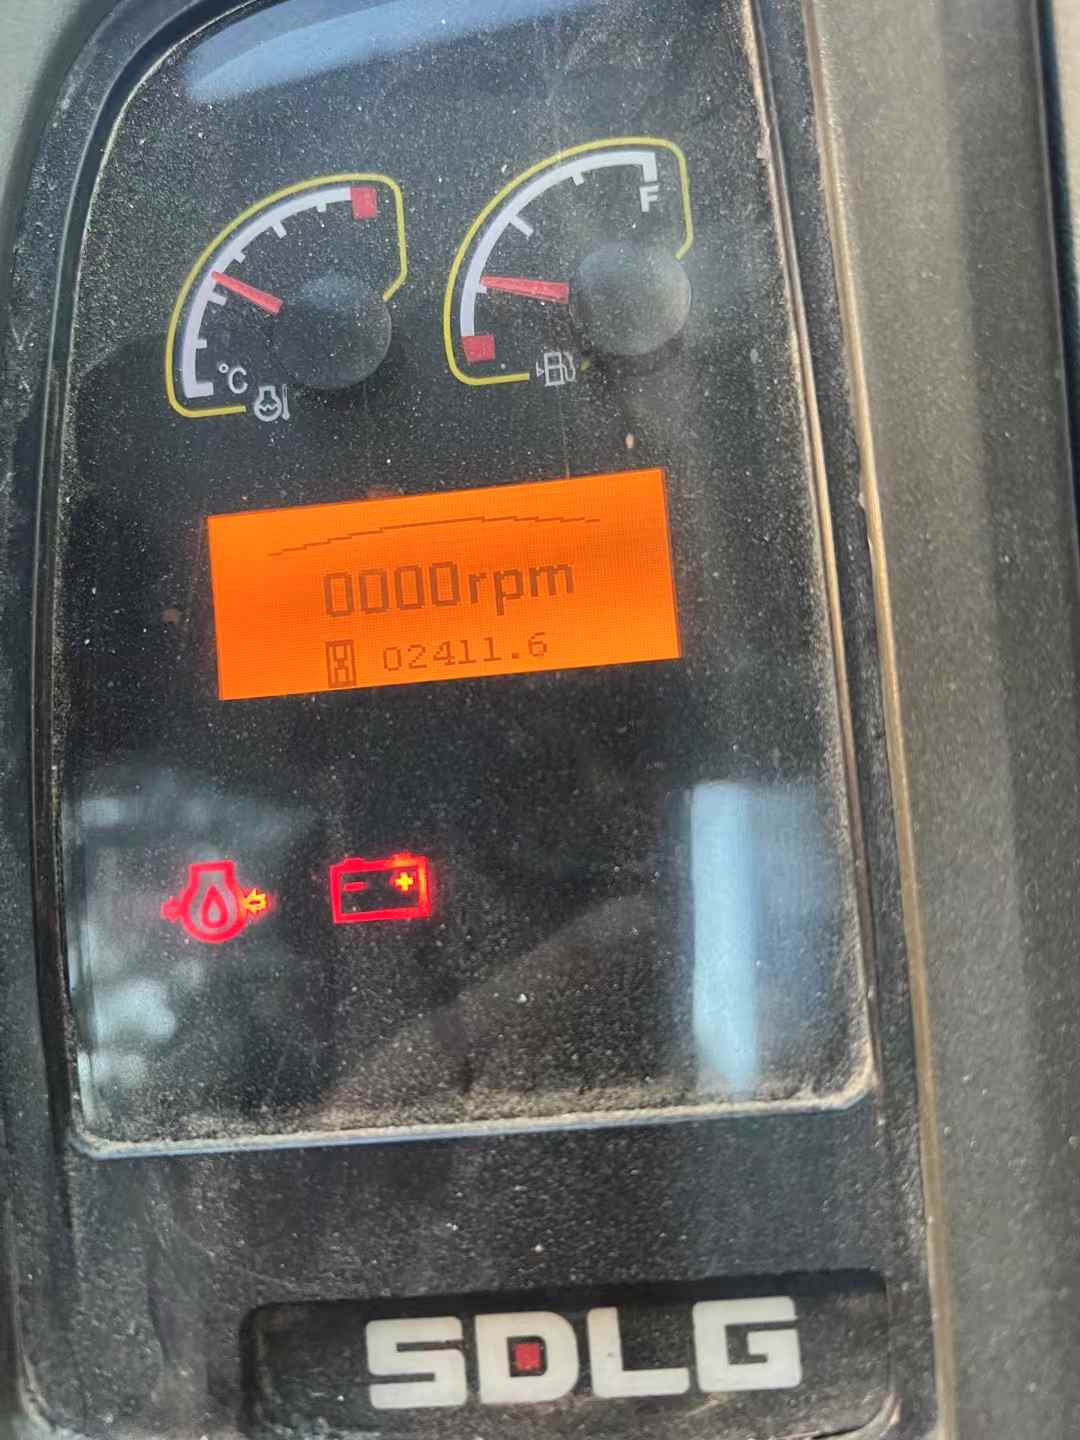 F
°C
0000rpm
02411.6
SDLG